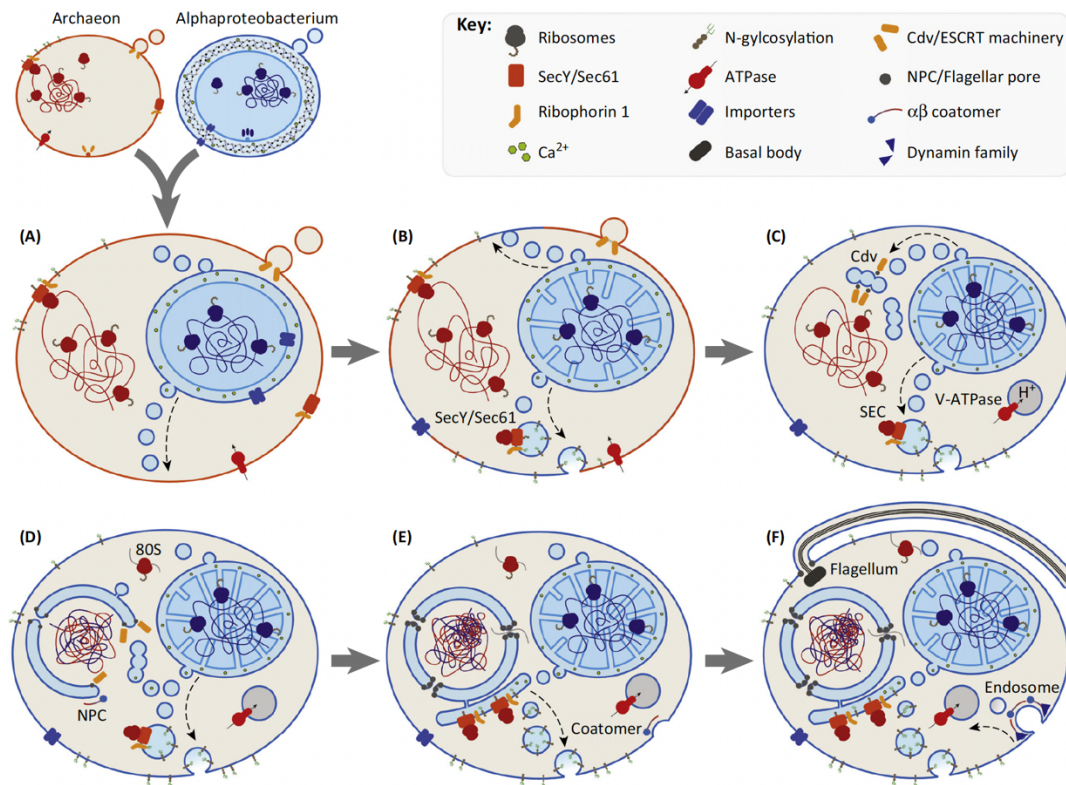 Archaeon
Alphaproteobacterium
Key:
Ribosomes
N-gylcosylation
Cdv/ESCRT machinery
SecY/Sec61
ATPase
NPC/Flagellar pore
Ribophorin 1
Importers
αβ coatomer
Ca2+
Basal body
Dynamin family
(A)
(B)
(C)
Cdv
SecY/Sec61
SEC
V-ATPase
H+
(D)
(E)
(F)
80S
Flagellum
NPC
Coatomer
Endosome